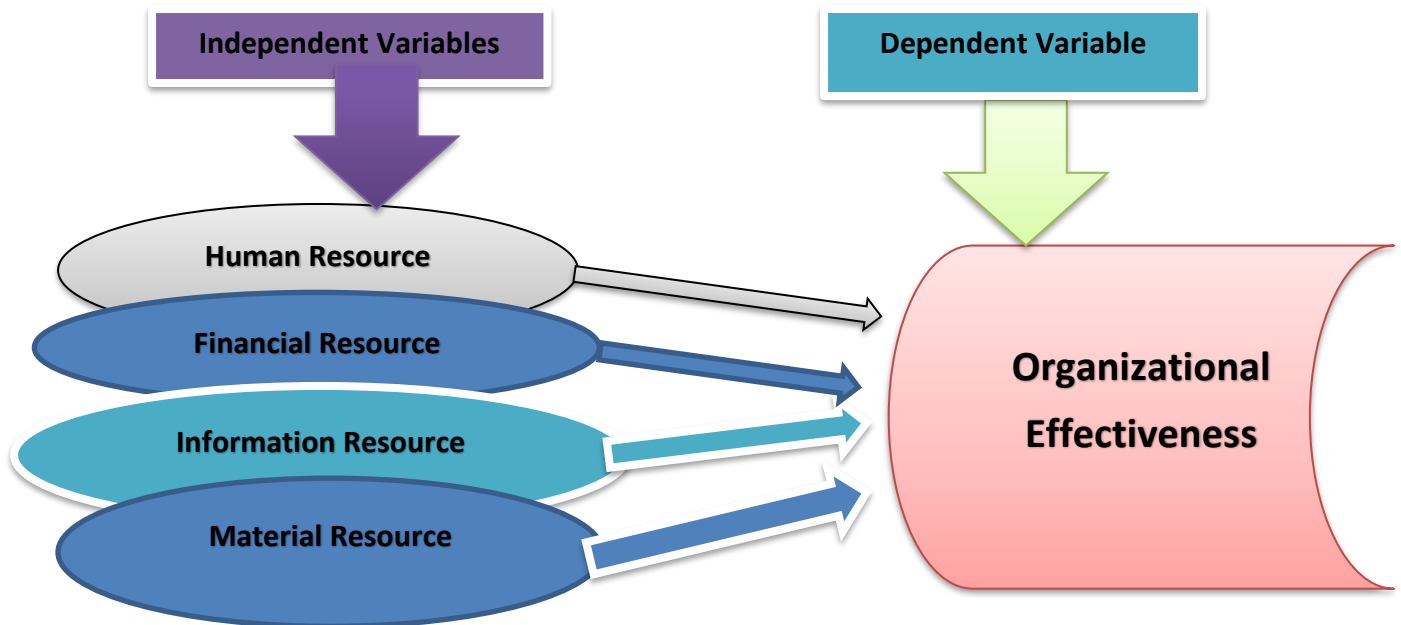 Independent Variables
Dependent Variable
Human Resource
Financial Resource
Information Resource
Material Resource
Organizational
Effectiveness